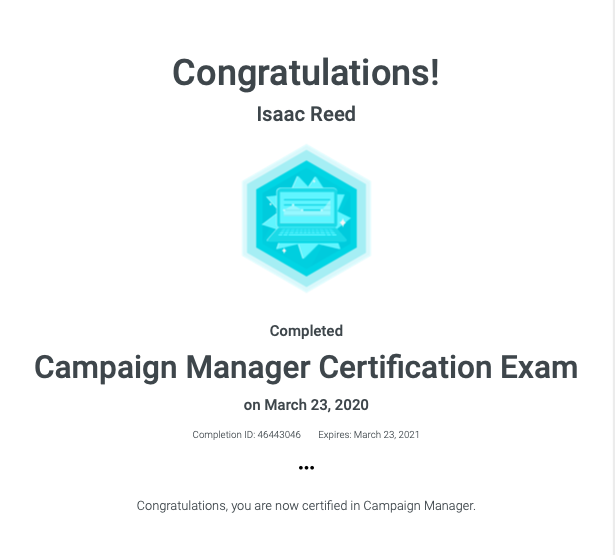 Congratulations!
Isaac Reed
Completed
Campaign Manager Certification Exam
on March 23, 2020
Completion ID: 46443046 Expires: March 23, 2021
•••
Congratulations, you are now certified in Campaign Manager.